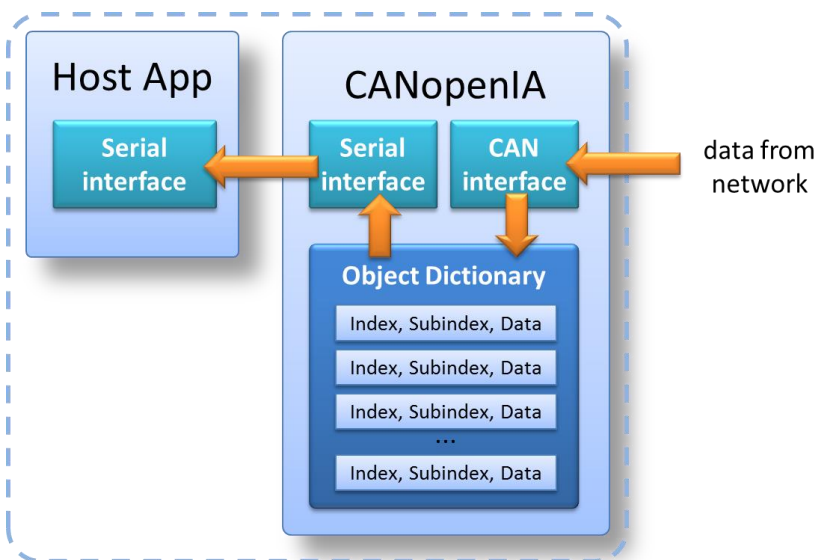 Host App
Serial
interface
CANopenIA
Serial
interface
CAN
interface
data from
network
Object Dictionary
Index, Subindex, Data
Index, Subindex, Data
Index, Subindex, Data
...
Index, Subindex, Data